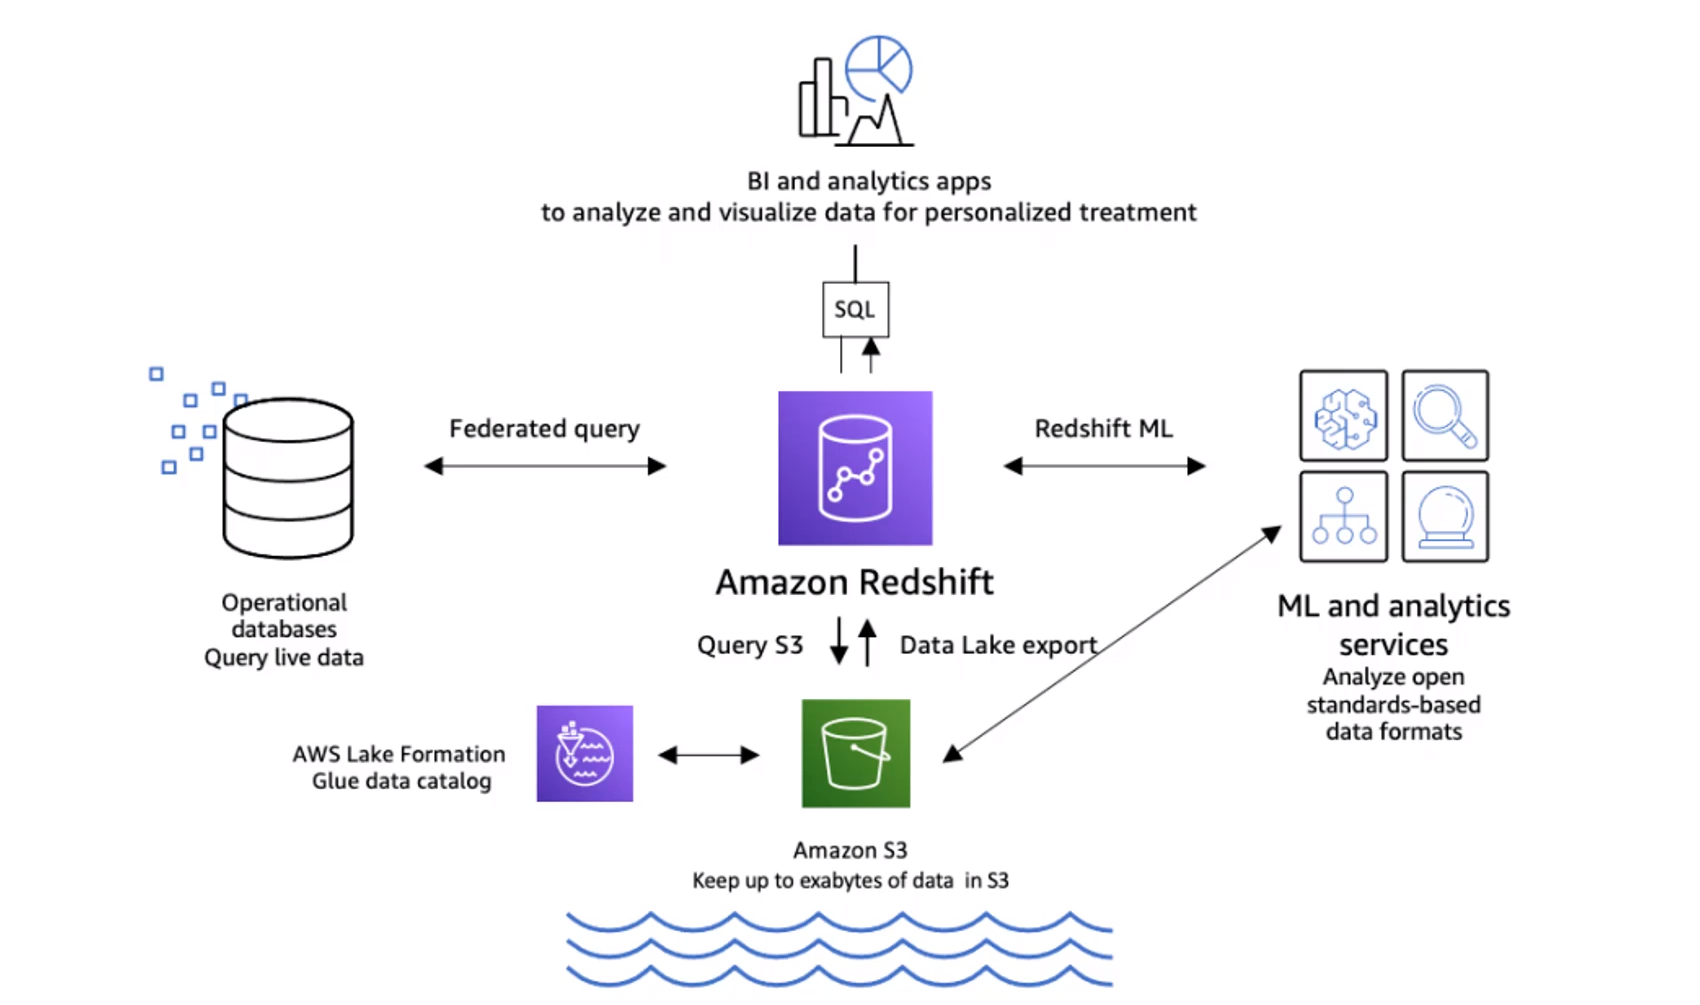 BI and analytics apps
to analyze and visualize data for personalized treatment
SQL
Federated query
Redshift ML
Amazon Redshift
Operational
databases
Query live data
ML and analytics
services
Analyze open
standards-based
data formats
Query S3
Data Lake export
AWS Lake Formation
Glue data catalog
Amazon S3
Keep up to exabytes of data in S3